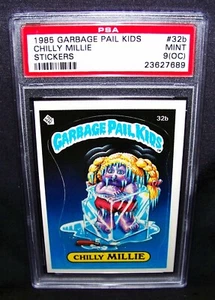 PSA
1985 GARBAGE PAIL KIDS #32b
CHILLY MILLIE MINT
STICKERS 9(OC)
23627689
32b
GARBAGE PAIL KIDS
CHILLY MILLIE